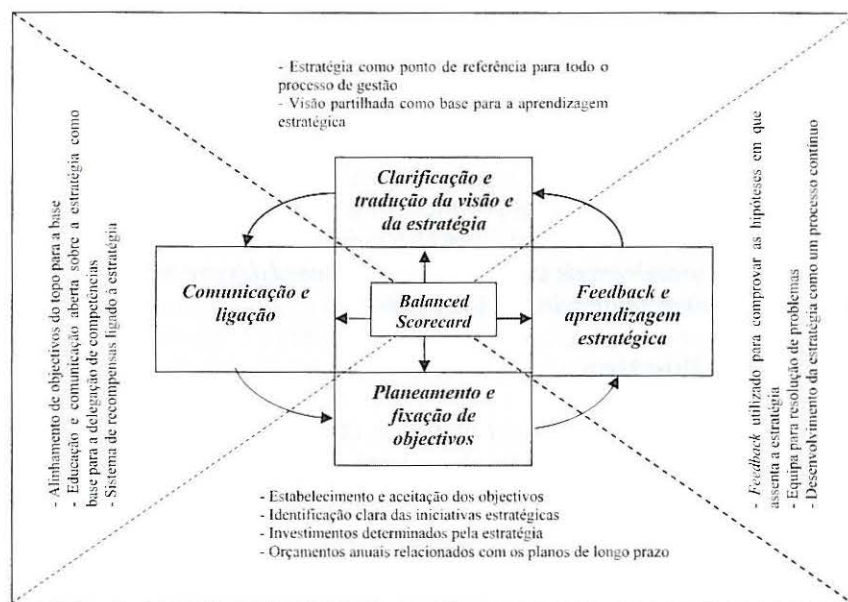 - Estratégia como ponto de referência para todo o
processo de gestão
- Visão partilhada como base para a aprendizagem
estratégica
Clarificação e
tradução da visão e
da estratégia
- Alinhamento de objectivos do topo para a base
- Educação e comunicação aberta sobre a estratégia como
base para a delegação de competências
- Sistema de recompensas ligado à estratégia
Comunicação e
ligação
Balanced
Scorecard
Feedback e
aprendizagem
estratégica
- Feedback utilizado para comprovar as hipóteses em que
assenta a estratégia
- Equipa para resolução de problemas
- Desenvolvimento da estratégia como um processo contínuo
Planeamento e
fixação de
objectivos
- Estabelecimento e aceitação dos objectivos
- Identificação clara das iniciativas estratégicas
- Investimentos determinados pela estratégia
- Orçamentos anuais relacionados com os planos de longo prazo